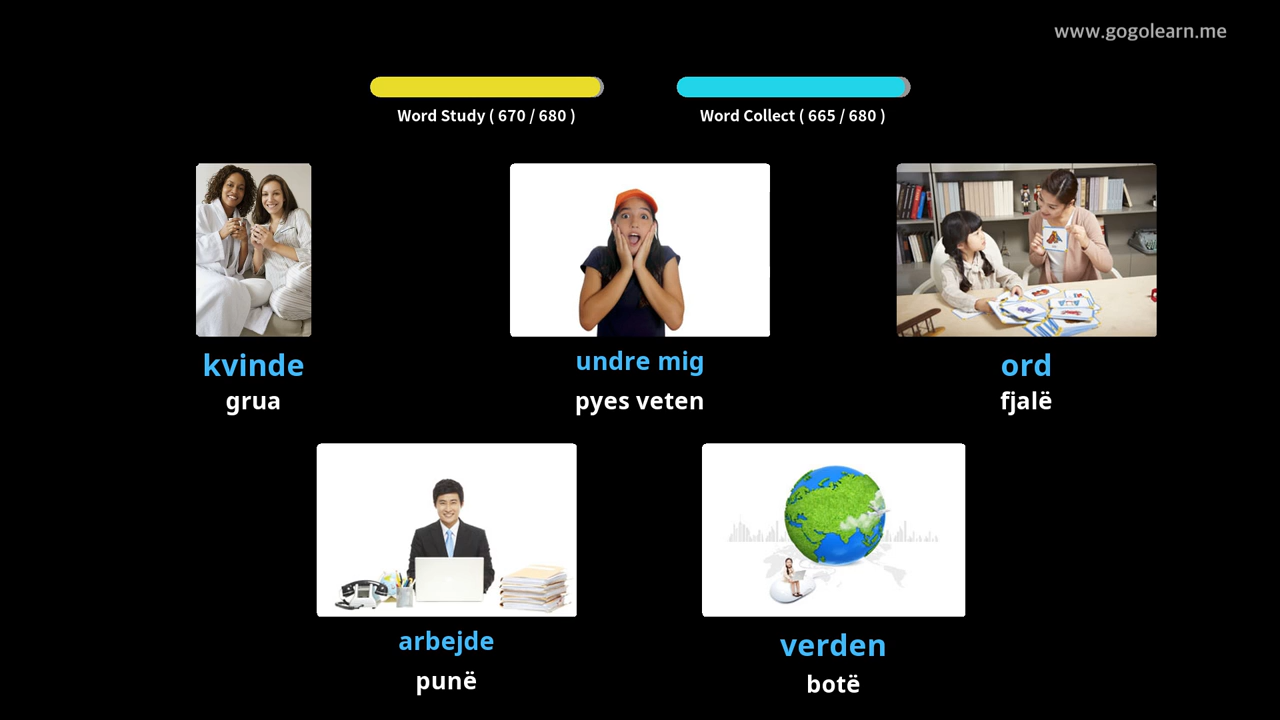 www.gogolearn.me
Word Study ( 670 / 680 )
Word Collect ( 665 / 680 )
kvinde
grua
undre mig
pyes veten
ord
fjalë
arbejde
punë
verden
botë